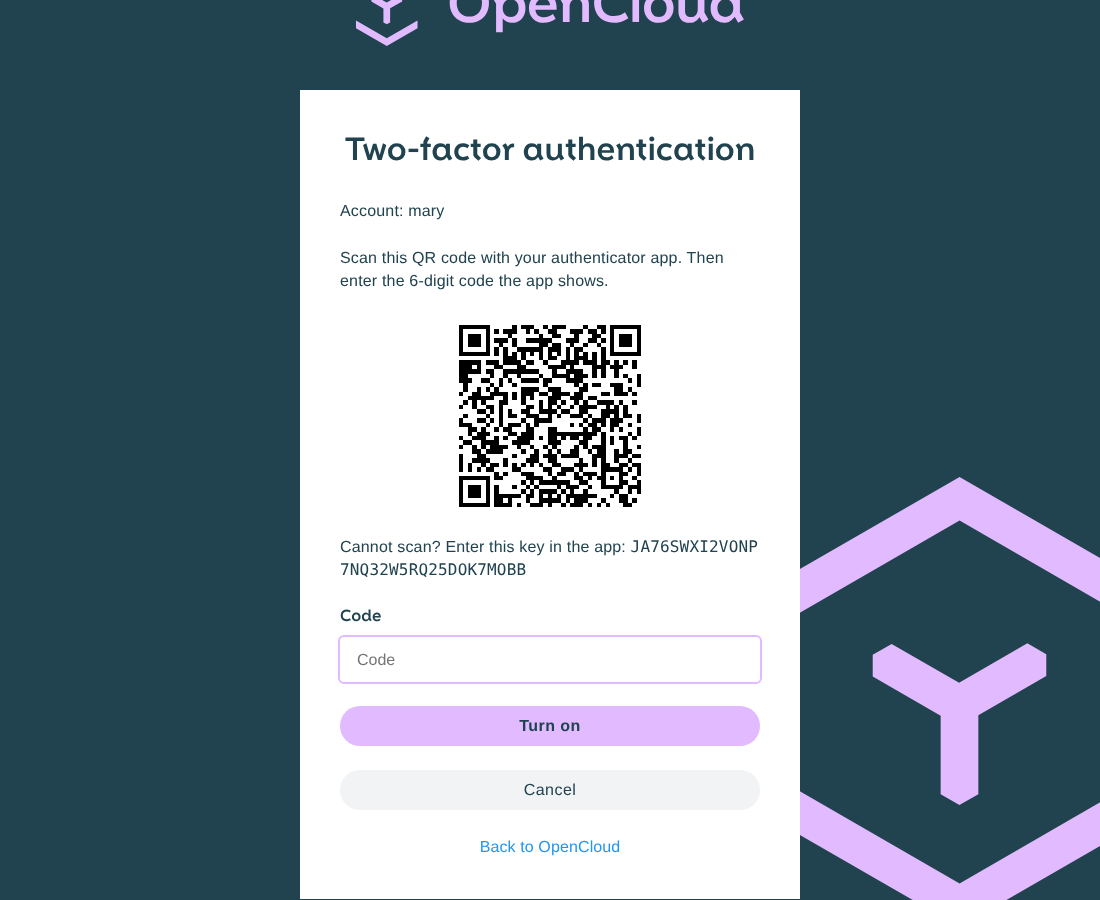 OpenCloud
Two-factor authentication
Account: mary
Scan this QR code with your authenticator app. Then
enter the 6-digit code the app shows.
Cannot scan? Enter this key in the app: JA76SWXI2VONP
7NQ32W5RQ25DOK7MOBB
Code
Code
Turn on
Cancel
Back to OpenCloud